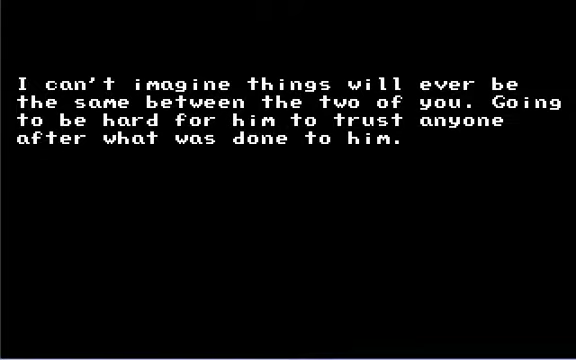 I can't imagine things will ever be
the same between the two of you. Going
to be hard for him to trust anyone
after what was done to him.